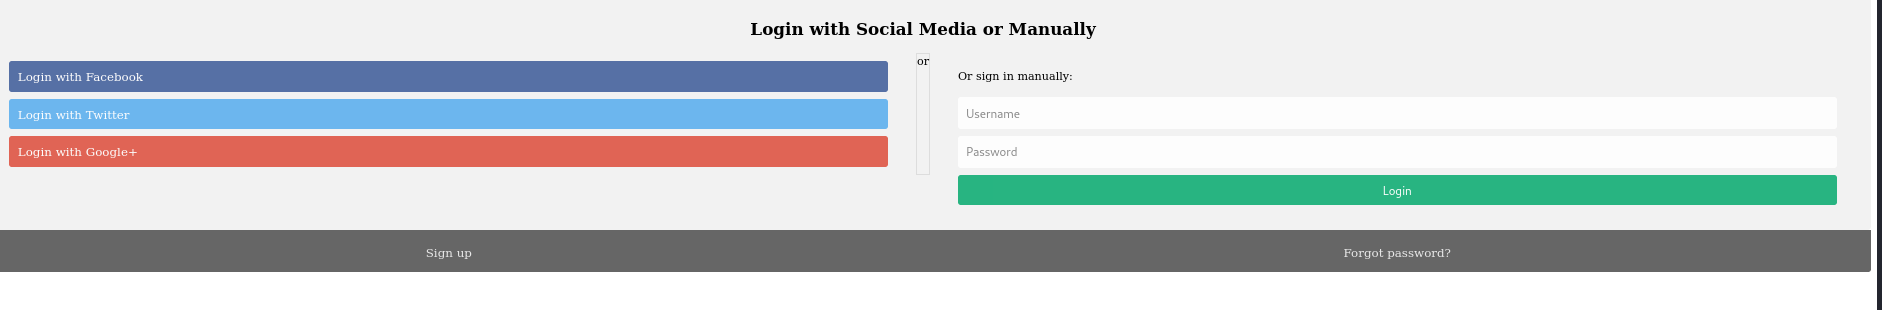 Login with Social Media or Manually
Login with Facebook
Login with Twitter
Login with Google+
or
Or sign in manually:
Username
Password
Login
Sign up
Forgot password?